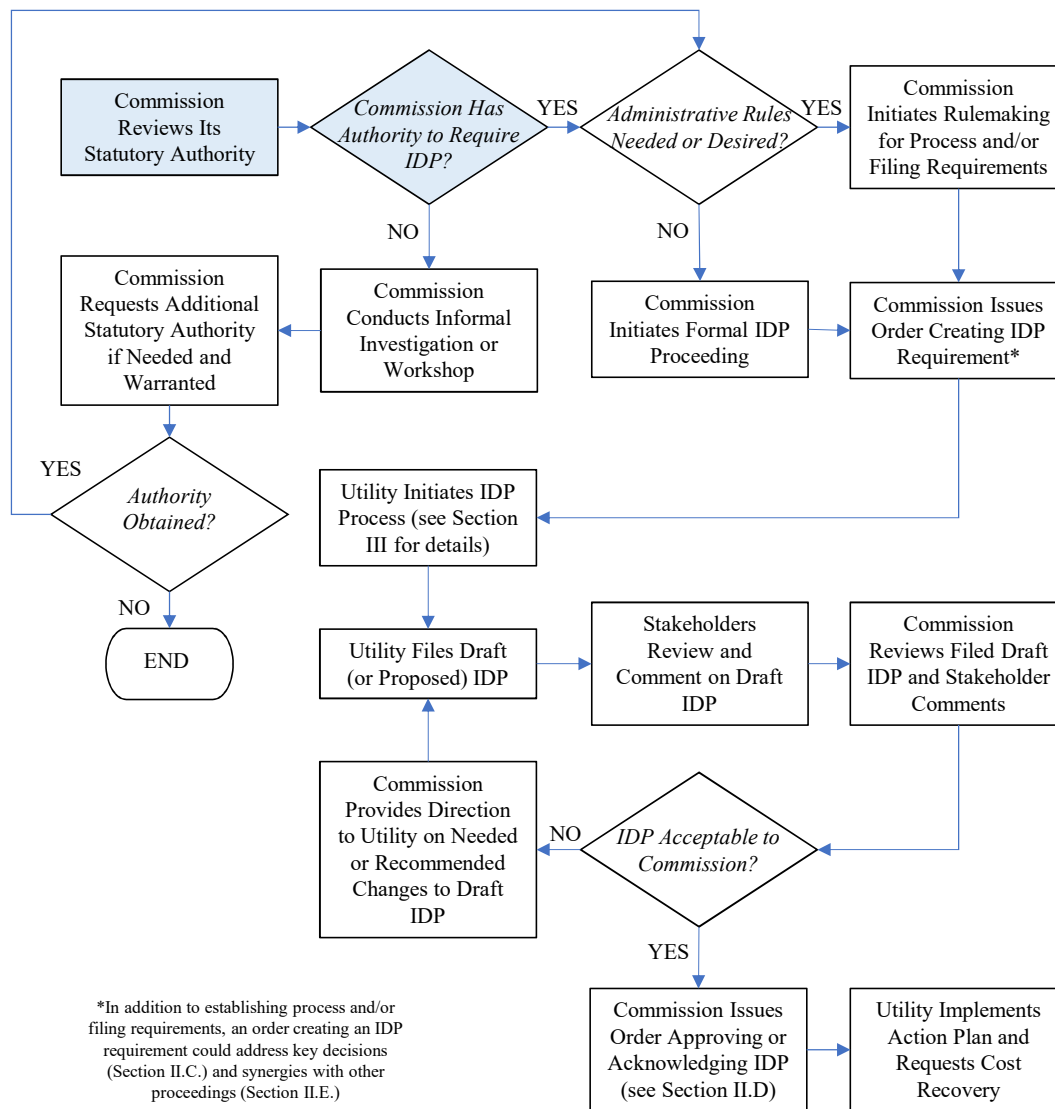 Commission
Reviews Its
Statutory Authority
Commission Has
Authority to Require
IDP?
YES
Administrative Rules
Needed or Desired?
YES
Commission
Initiates Rulemaking
for Process and/or
Filing Requirements
NO
NO
Commission
Requests Additional
Statutory Authority
if Needed and
Warranted
Commission
Conducts Informal
Investigation or
Workshop
Commission
Initiates Formal IDP
Proceeding
Commission Issues
Order Creating IDP
Requirement*
YES
Authority
Obtained?
NO
END
Utility Initiates IDP
Process (see Section
III for details)
Utility Files Draft
(or Proposed) IDP
Stakeholders
Review and
Comment on Draft
IDP
Commission
Reviews Filed Draft
IDP and Stakeholder
Comments
Commission
Provides Direction
to Utility on Needed
or Recommended
Changes to Draft
IDP
NO
IDP Acceptable to
Commission?
YES
*In addition to establishing process and/or
filing requirements, an order creating an IDP
requirement could address key decisions
(Section II.C.) and synergies with other
proceedings (Section II.E.)
Commission Issues
Order Approving or
Acknowledging IDP
(see Section II.D)
Utility Implements
Action Plan and
Requests Cost
Recovery